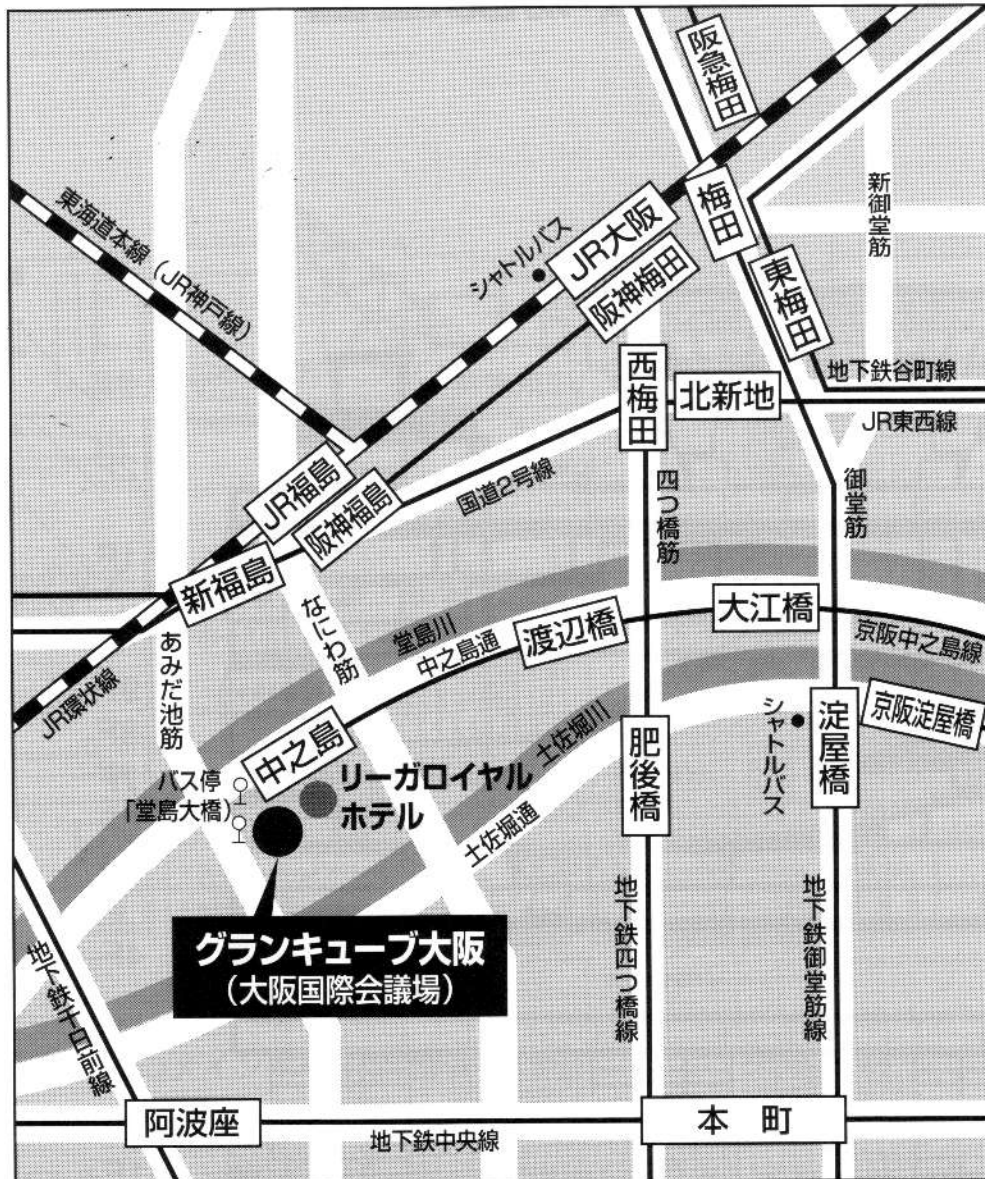 阪急梅田
新御堂筋
梅田
JR大阪
シャトルバス
阪神梅田
東梅田
東海道本線(JR神戸線)
地下鉄谷町線
西梅田
北新地
JR東西線
JR福島
阪神福島
国道2号線
四つ橋筋
御堂筋
新福島
なにわ筋
あみだ池筋
JR環状線
堂島川
中之島通
渡辺橋
大江橋
京阪中之島線
京阪淀屋橋
淀屋橋
シャトルバス
肥後橋
土佐堀川
土佐堀通
中之島
リーガロイヤル
ホテル
バス停
「堂島大橋」
グランキューブ大阪
(大阪国際会議場)
地下鉄千日前線
地下鉄四つ橋線
地下鉄御堂筋線
阿波座
地下鉄中央線
本町